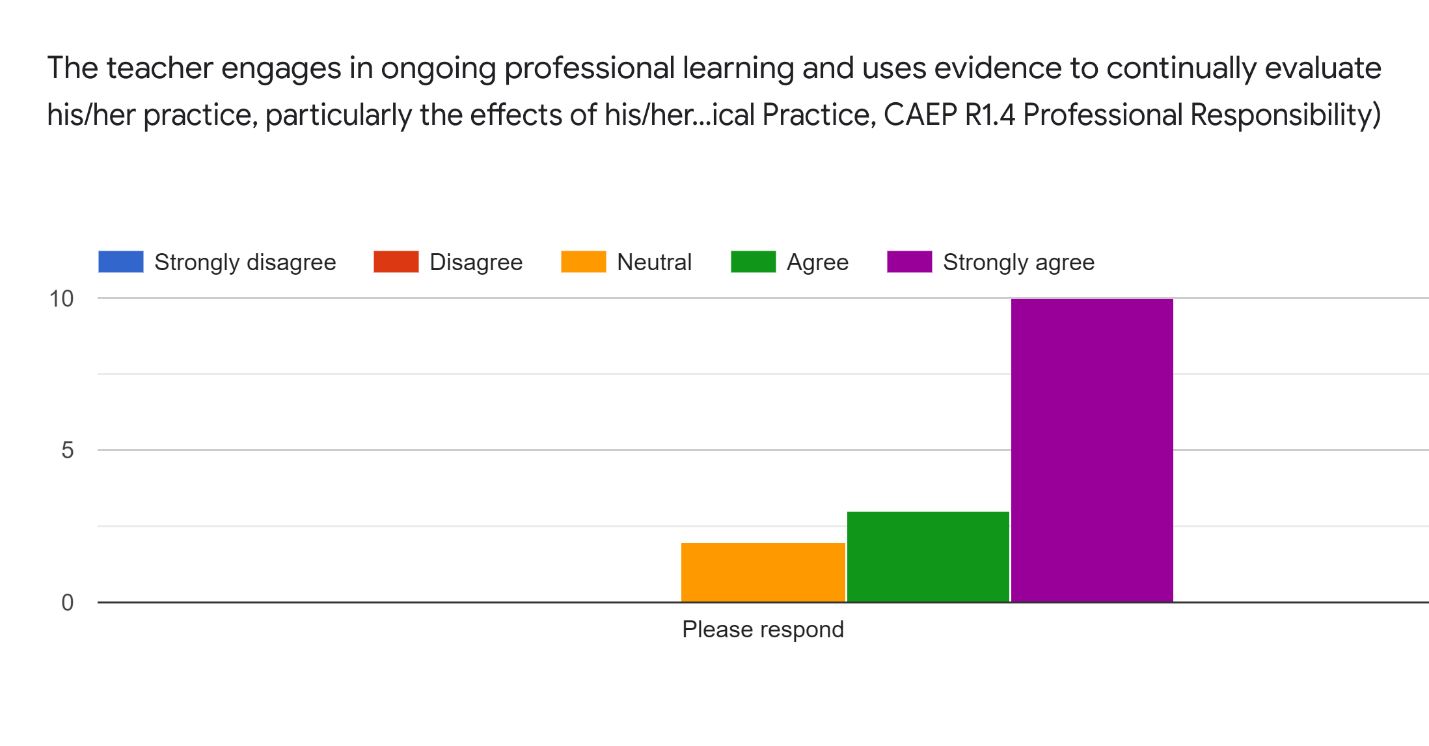 The teacher engages in ongoing professional learning and uses evidence to continually evaluate
his/her practice, particularly the effects of his/her...ical Practice, CAEP R1.4 Professional Responsibility)
Strongly disagree Disagree Neutral Agree Strongly agree
10
5
0
Please respond